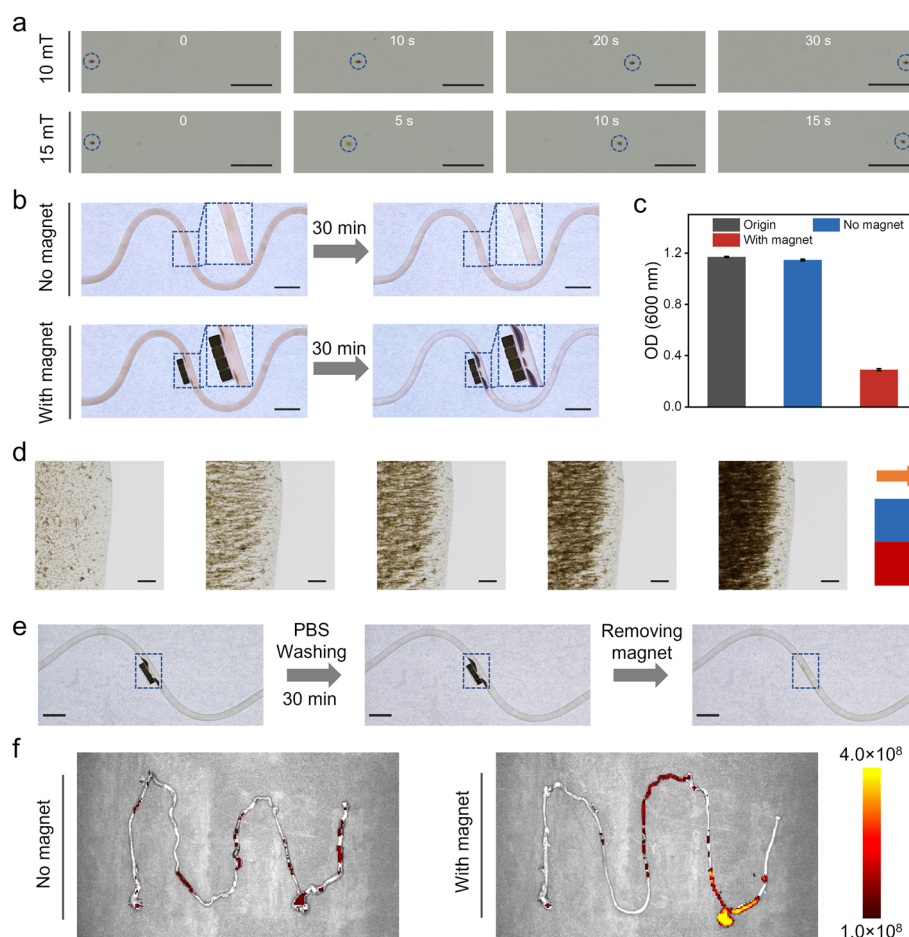 a
10 mT
0
10 s
20 s
30 s
15 mT
0
5 s
10 s
15 s
b
No magnet
30 min
With magnet
30 min
c
Origin
No magnet
With magnet
OD (600 nm)
1.2
0.8
0.4
0.0
d
e
PBS
Washing
30 min
Removing
magnet
f
No magnet
With magnet
4.0×10⁸
1.0×10⁸